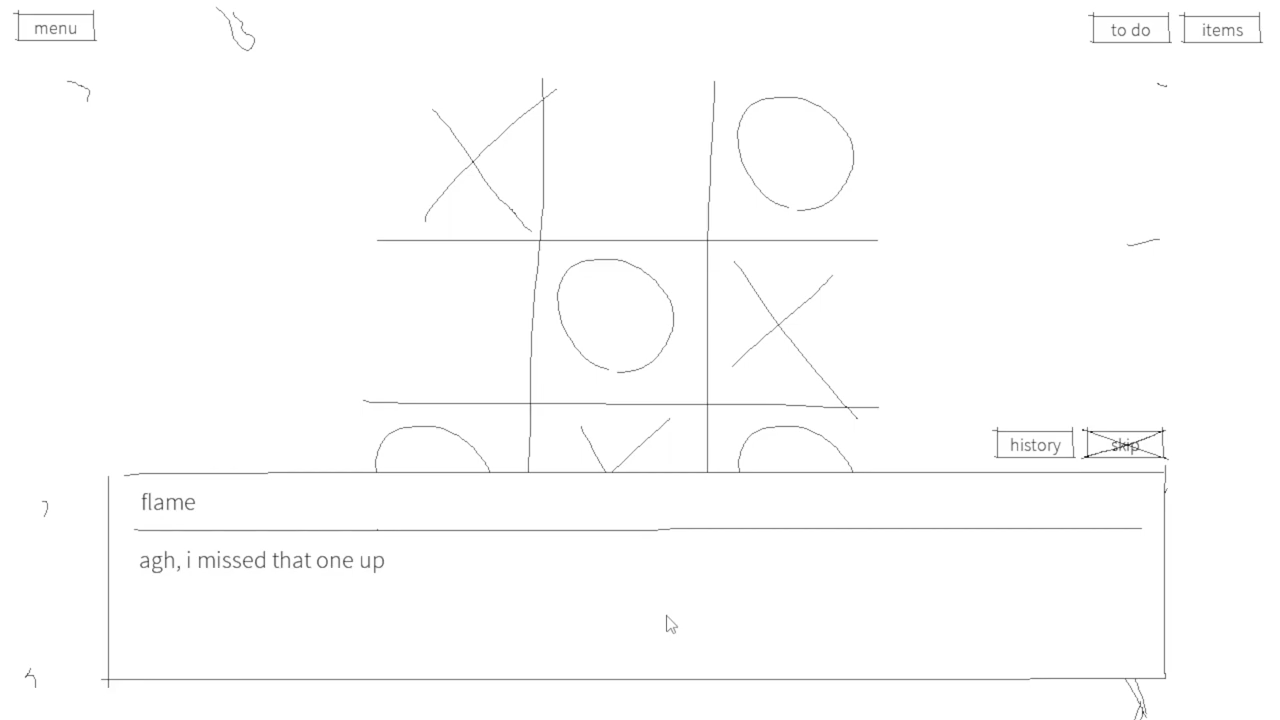 menu
to do
items
history
skip
flame
agh, i missed that one up